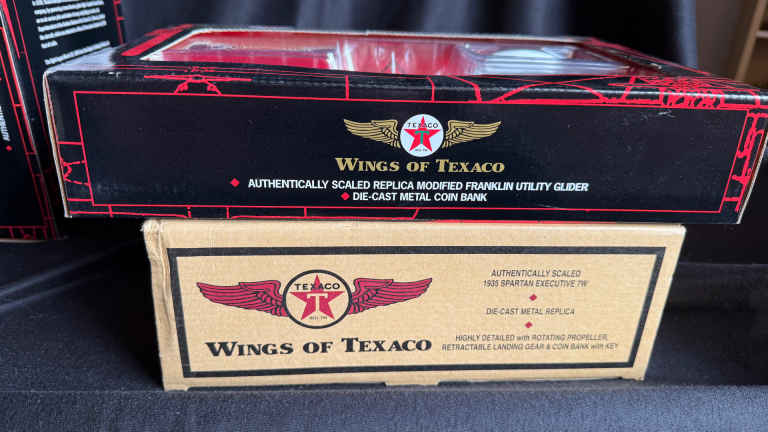 TEXACO
WINGS OF TEXACO
AUTHENTICALLY SCALED REPLICA MODIFIED FRANKLIN UTILITY GLIDER
DIE-CAST METAL COIN BANK
TEXACO
T
WINGS OF TEXACO
AUTHENTICALLY SCALED
1935 SPARTAN EXECUTIVE 7W
DIE-CAST METAL REPLICA
HIGHLY DETAILED with ROTATING PROPELLER,
RETRACTABLE LANDING GEAR & COIN BANK with KEY